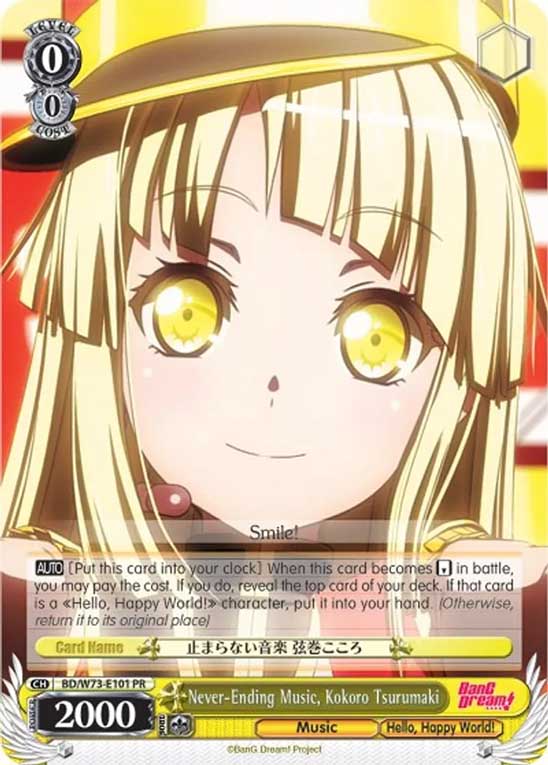 LEVEL
0
0
COST
Smile!
AUTO [Put this card into your clock] When this card becomes in battle,
you may pay the cost. If you do, reveal the top card of your deck. If that card
is a «Hello, Happy World!» character, put it into your hand. (Otherwise,
return it to its original place)
Card Name 止まらない音楽 弦巻こころ
CH BD/W73-E101 PR
Never-Ending Music, Kokoro Tsurumaki
BanG Dream!
POWER 2000 SOUL
Music Hello, Happy World!
©BanG Dream! Project